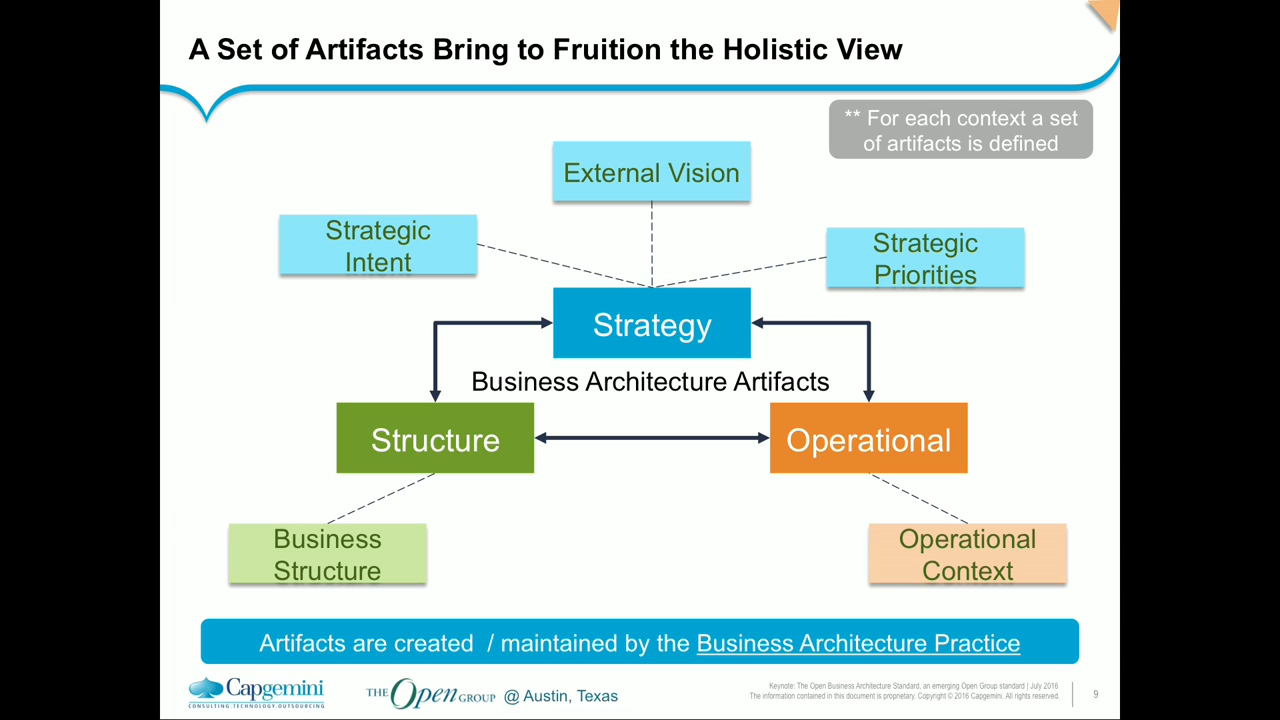 A Set of Artifacts Bring to Fruition the Holistic View
** For each context a set
of artifacts is defined
External Vision
Strategic
Intent
Strategic
Priorities
Strategy
Business Architecture Artifacts
Structure
Operational
Business
Structure
Operational
Context
Artifacts are created / maintained by the Business Architecture Practice
Capgemini
CONSULTING.TECHNOLOGY.OUTSOURCING
THE Open GROUP @ Austin, Texas
Keynote: The Open Business Architecture Standard, an emerging Open Group standard | July 2016
The information contained in this document is proprietary. Copyright © 2016 Capgemini. All rights reserved.
9